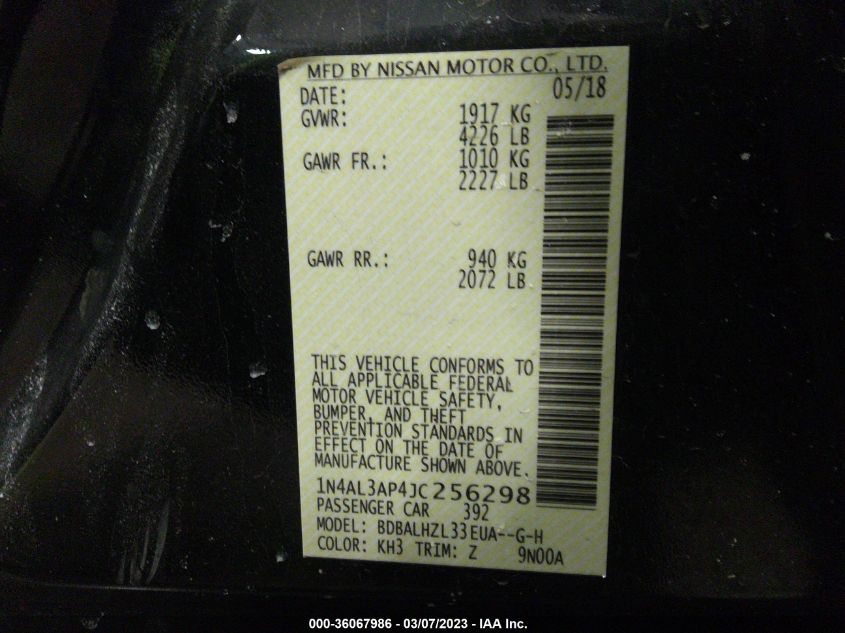 MFD BY NISSAN MOTOR CO., LTD.
DATE: 05/18
GVWR: 1917 KG
4226 LB
GAWR FR.: 1010 KG
2227 LB
GAWR RR.: 940 KG
2072 LB
THIS VEHICLE CONFORMS TO
ALL APPLICABLE FEDERAL
MOTOR VEHICLE SAFETY,
BUMPER, AND THEFT
PREVENTION STANDARDS IN
EFFECT ON THE DATE OF
MANUFACTURE SHOWN ABOVE.
1N4AL3AP4JC256298
PASSENGER CAR 392
MODEL: BDBALHZL33EUA--G-H
COLOR: KH3 TRIM: Z 9N00A
000-36067986 - 03/07/2023 - IAA Inc.